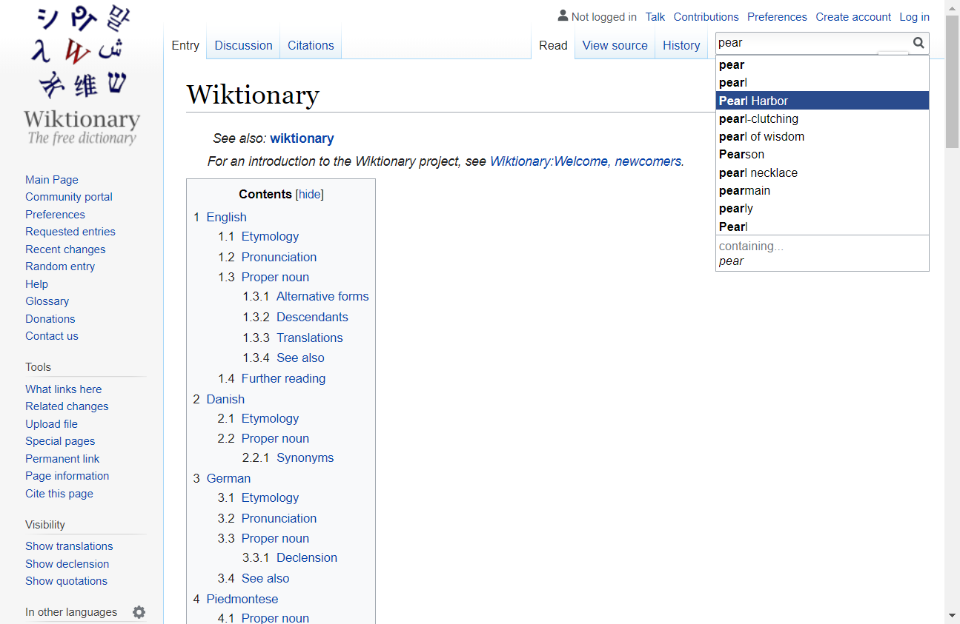 Not logged in Talk Contributions Preferences Create account Log in
Entry Discussion Citations Read View source History
pear
pear
pearl
Pearl Harbor
pearl-clutching
pearl of wisdom
Pearson
pearl necklace
pearmain
pearly
Pearl
containing...
pear
シ
λ W
维 ש
Wiktionary
The free dictionary
Main Page
Community portal
Preferences
Requested entries
Recent changes
Random entry
Help
Glossary
Donations
Contact us
Tools
What links here
Related changes
Upload file
Special pages
Permanent link
Page information
Cite this page
Visibility
Show translations
Show declension
Show quotations
In other languages
Wiktionary
See also: wiktionary
For an introduction to the Wiktionary project, see Wiktionary:Welcome, newcomers.
Contents [hide]
1 English
1.1 Etymology
1.2 Pronunciation
1.3 Proper noun
1.3.1 Alternative forms
1.3.2 Descendants
1.3.3 Translations
1.3.4 See also
1.4 Further reading
2 Danish
2.1 Etymology
2.2 Proper noun
2.2.1 Synonyms
3 German
3.1 Etymology
3.2 Pronunciation
3.3 Proper noun
3.3.1 Declension
3.4 See also
4 Piedmontese
4.1 Proper noun